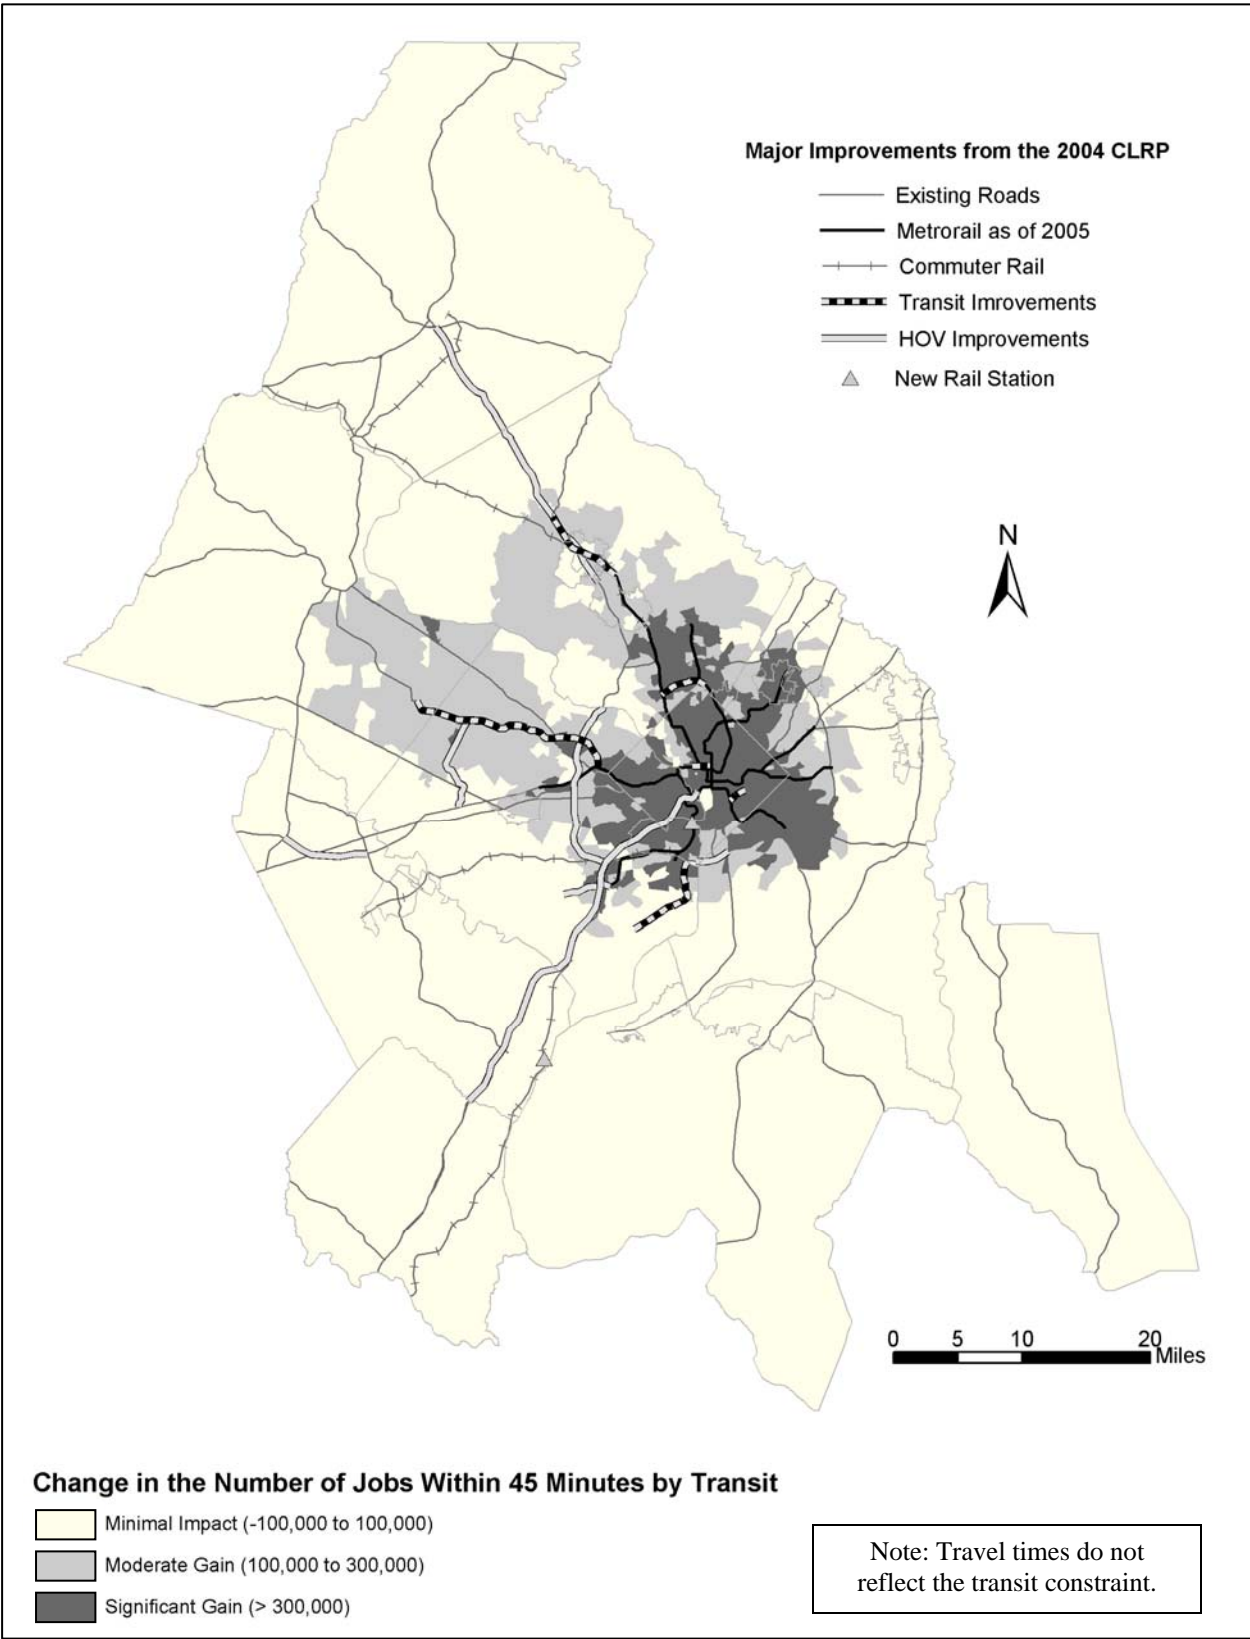 Major Improvements from the 2004 CLRP
Existing Roads
Metrorail as of 2005
Commuter Rail
Transit Imrovements
HOV Improvements
New Rail Station
N
0 5 10 20
Miles
Change in the Number of Jobs Within 45 Minutes by Transit
Minimal Impact (-100,000 to 100,000)
Moderate Gain (100,000 to 300,000)
Significant Gain (> 300,000)
Note: Travel times do not
reflect the transit constraint.